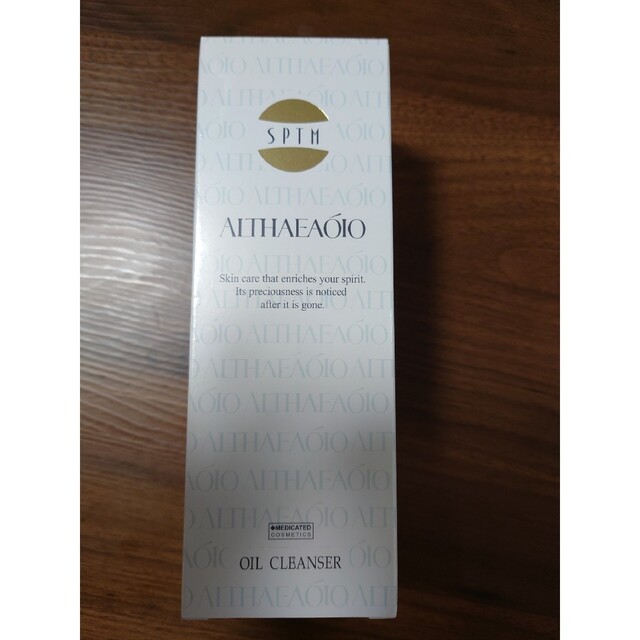 SPTM
ALTHAEAÓIO
Skin care that enriches your spirit.
Its preciousness is noticed
after it is gone.
MEDICATED
COSMETICS
OIL CLEANSER